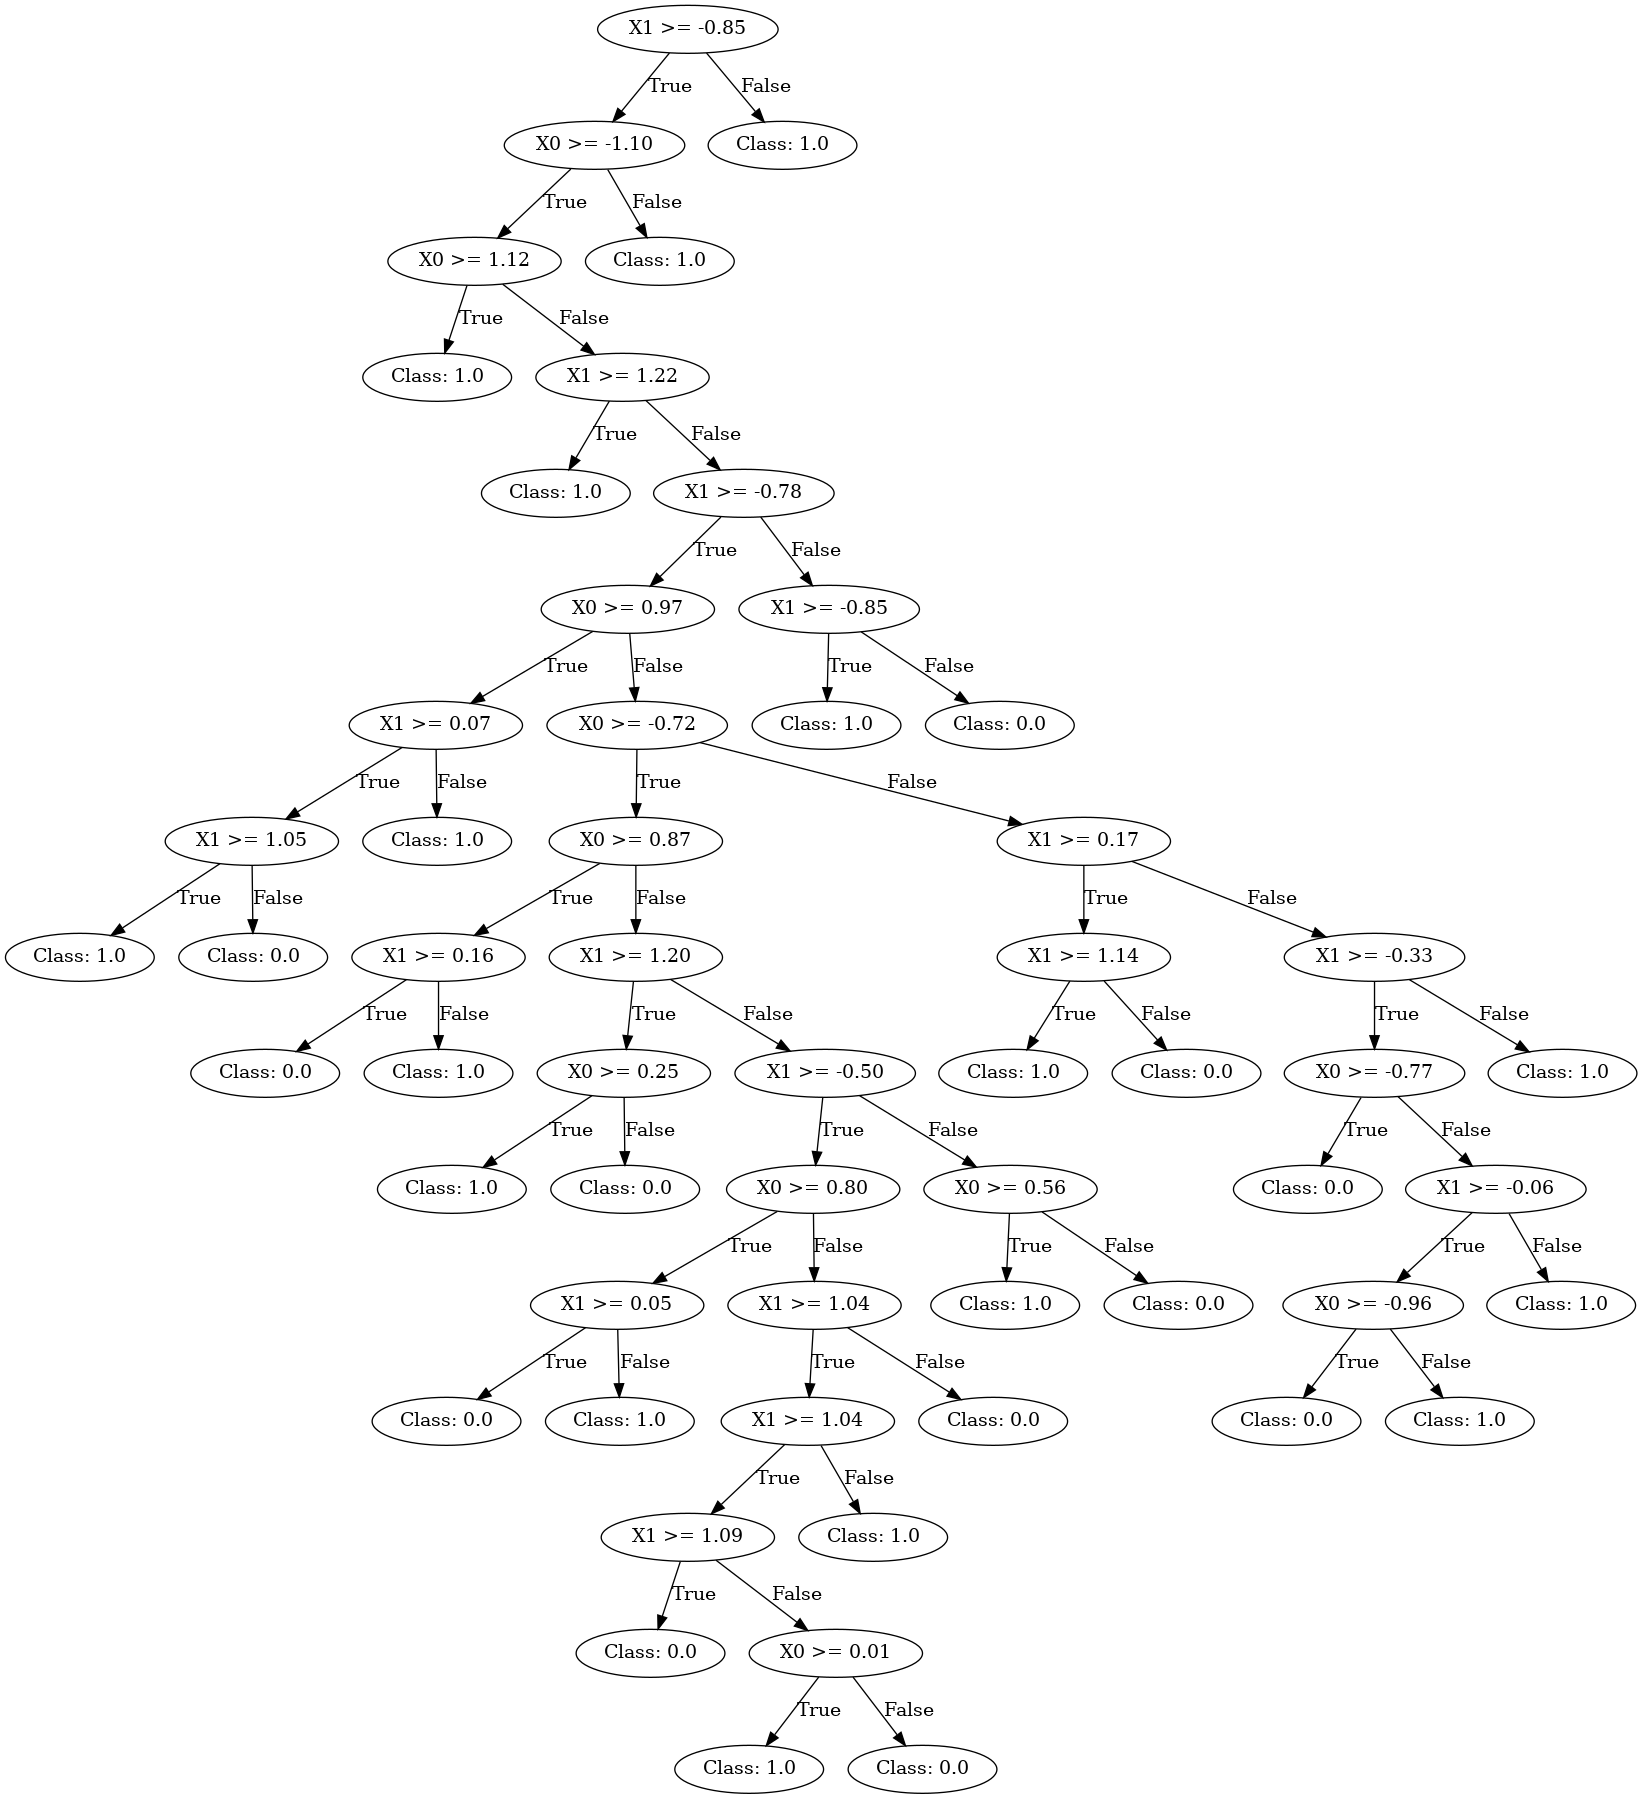 X1 >= -0.85
True
False
X0 >= -1.10
Class: 1.0
True
False
X0 >= 1.12
Class: 1.0
True
False
Class: 1.0
X1 >= 1.22
True
False
Class: 1.0
X1 >= -0.78
True
False
X0 >= 0.97
X1 >= -0.85
True
False
True
False
X1 >= 0.07
X0 >= -0.72
Class: 1.0
Class: 0.0
True
False
True
False
X1 >= 1.05
Class: 1.0
X0 >= 0.87
X1 >= 0.17
True
False
True
False
True
False
Class: 1.0
Class: 0.0
X1 >= 0.16
X1 >= 1.20
X1 >= 1.14
X1 >= -0.33
True
False
True
False
True
False
True
False
Class: 0.0
Class: 1.0
X0 >= 0.25
X1 >= -0.50
Class: 1.0
Class: 0.0
X0 >= -0.77
Class: 1.0
True
False
True
False
True
False
Class: 1.0
Class: 0.0
X0 >= 0.80
X0 >= 0.56
Class: 0.0
X1 >= -0.06
True
False
True
False
True
False
X1 >= 0.05
X1 >= 1.04
Class: 1.0
Class: 0.0
X0 >= -0.96
Class: 1.0
True
False
True
False
True
False
Class: 0.0
Class: 1.0
X1 >= 1.04
Class: 0.0
Class: 0.0
Class: 1.0
True
False
X1 >= 1.09
Class: 1.0
True
False
Class: 0.0
X0 >= 0.01
True
False
Class: 1.0
Class: 0.0